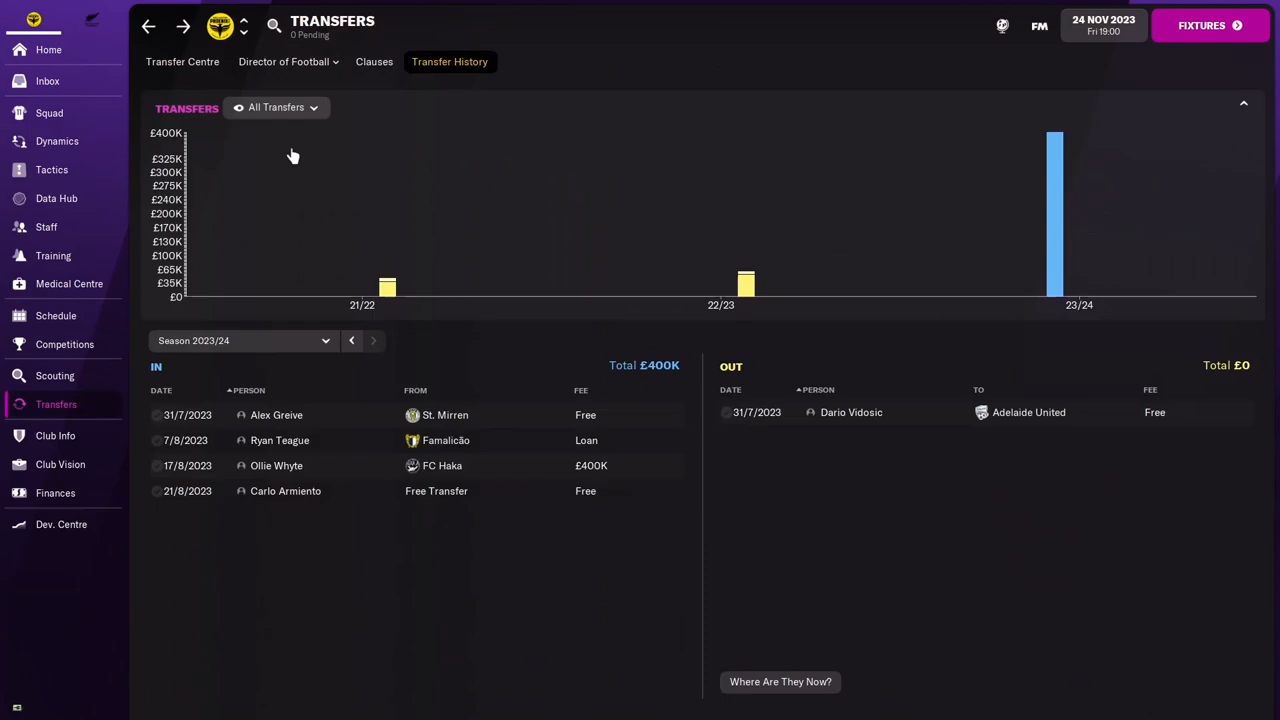 TRANSFERS
0 Pending
FM
24 NOV 2023
Fri 19:00
FIXTURES
Home
Inbox
Squad
Dynamics
Tactics
Data Hub
Staff
Training
Medical Centre
Schedule
Competitions
Scouting
Transfers
Club Info
Club Vision
Finances
Dev. Centre
Transfer Centre Director of Football Clauses Transfer History
TRANSFERS All Transfers
£400K
£325K
£300K
£275K
£240K
£200K
£170K
£130K
£100K
£65K
£35K
£0
21/22 22/23 23/24
Season 2023/24
IN Total £400K
DATE PERSON FROM FEE
31/7/2023 Alex Greive St. Mirren Free
7/8/2023 Ryan Teague Famalicão Loan
17/8/2023 Ollie Whyte FC Haka £400K
21/8/2023 Carlo Armiento Free Transfer Free
OUT Total £0
DATE PERSON TO FEE
31/7/2023 Dario Vidosic Adelaide United Free
Where Are They Now?